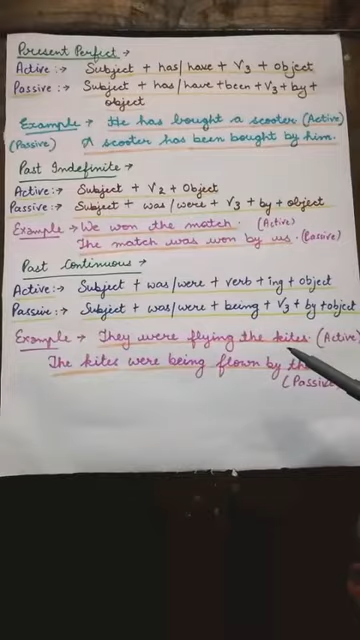 Present Perfect →
Active :→ Subject + has/have + V3 + object
Passive :→ Subject + has/have + been + V3 + by +
object
Example → He has bought a scooter (Active)
(Passive) A scooter has been bought by him.
Past Indefinite →
Active :→ Subject + V2 + Object
Passive :→ Subject + was/were + V3 + by + object
Example → We won the match. (Active)
The match was won by us. (Passive)
Past Continuous →
Active :→ Subject + was/were + verb + ing + object
Passive :→ Subject + was/were + being + V3 + by + object
Example → They were flying the kites. (Active)
The kites were being flown by
(Passive